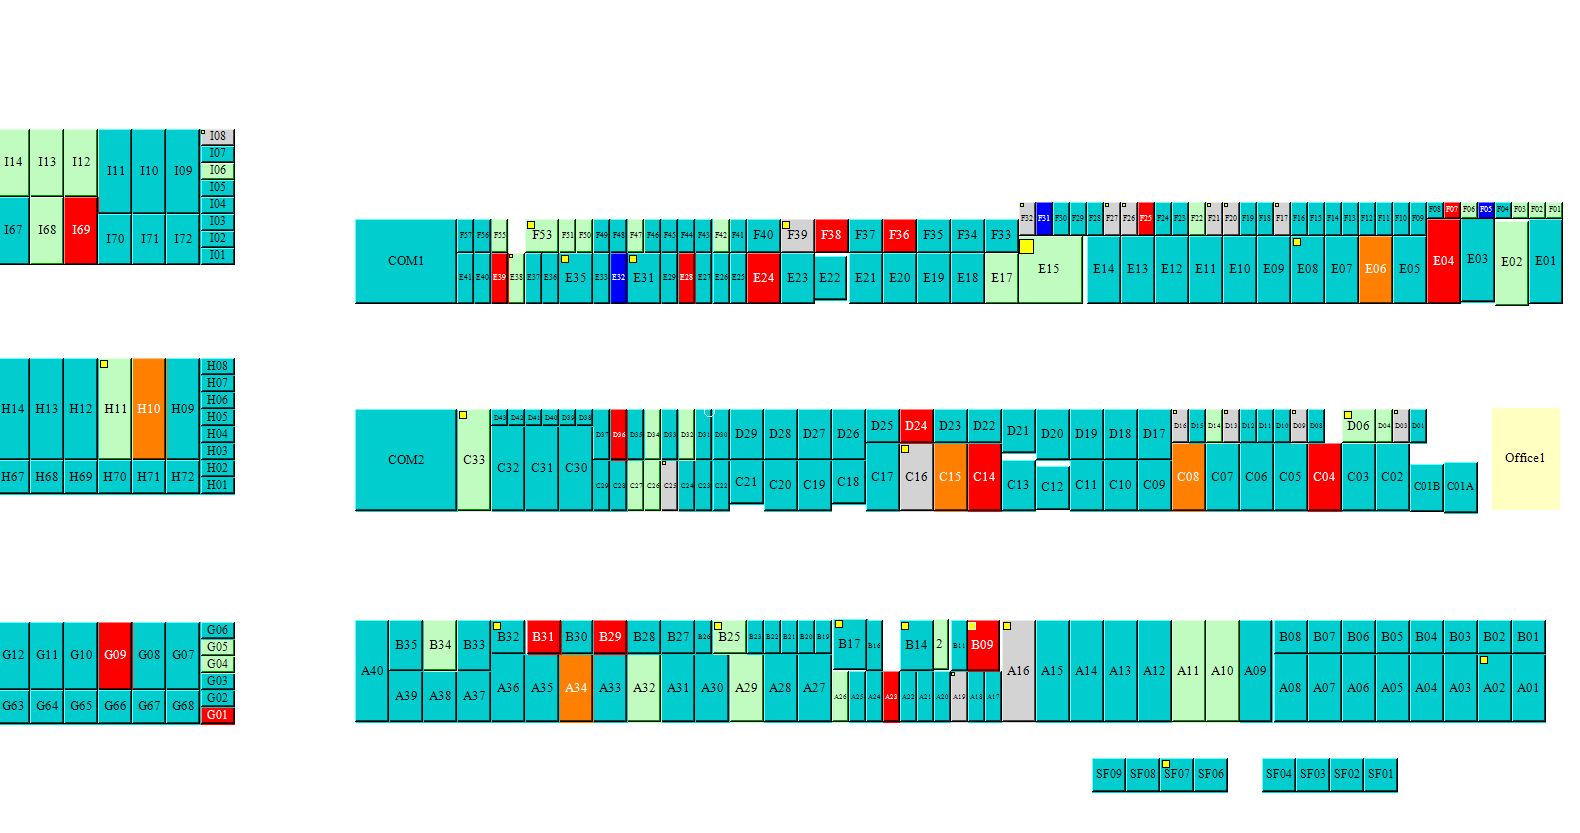 I14 I13 I12 I11 I10 I09 I08
I07
I06
I05
I67 I68 I69 I70 I71 I72 I04
I03
I02
I01
F32 F31 F30 F29 F28 F27 F26 F25 F24 F23 F22 F21 F20 F19 F18 F17 F16 F15 F14 F13 F12 F11 F10 F09 F08 F07 F06 F05 F04 F03 F02 F01
COM1 F57 F56 F55 F53 F51 F50 F49 F48 F47 F46 F45 F44 F43 F42 F41 F40 F39 F38 F37 F36 F35 F34 F33
E41 E40 E39 E38 E37 E36 E35 E33 E32 E31 E29 E28 E27 E26 E25 E24 E23 E22 E21 E20 E19 E18 E17 E15 E14 E13 E12 E11 E10 E09 E08 E07 E06 E05 E04 E03 E02 E01
H14 H13 H12 H11 H10 H09 H08
H07
H06
H05
H04
H03
H67 H68 H69 H70 H71 H72 H02
H01
COM2 C33 D43 D42 D41 D40 D39 D38 D37 D36 D35 D34 D33 D32 D31 D30 D29 D28 D27 D26 D25 D24 D23 D22 D21 D20 D19 D18 D17 D16 D15 D14 D13 D12 D11 D10 D09 D08 D06 D04 D03 D01
C32 C31 C30 C29 C28 C27 C26 C25 C24 C23 C22 C21 C20 C19 C18 C17 C16 C15 C14 C13 C12 C11 C10 C09 C08 C07 C06 C05 C04 C03 C02 C01B C01A
Office1
G12 G11 G10 G09 G08 G07 G06
G05
G04
G03
G63 G64 G65 G66 G67 G68 G02
G01
A40 B35 B34 B33 B32 B31 B30 B29 B28 B27 B26 B25 B23 B22 B21 B20 B19 B17 B16 B14 2 B11 B09 A16 A15 A14 A13 A12 A11 A10 A09 B08 B07 B06 B05 B04 B03 B02 B01
A39 A38 A37 A36 A35 A34 A33 A32 A31 A30 A29 A28 A27 A26 A25 A24 A23 A22 A21 A20 A19 A18 A17 A08 A07 A06 A05 A04 A03 A02 A01
SF09 SF08 SF07 SF06 SF04 SF03 SF02 SF01